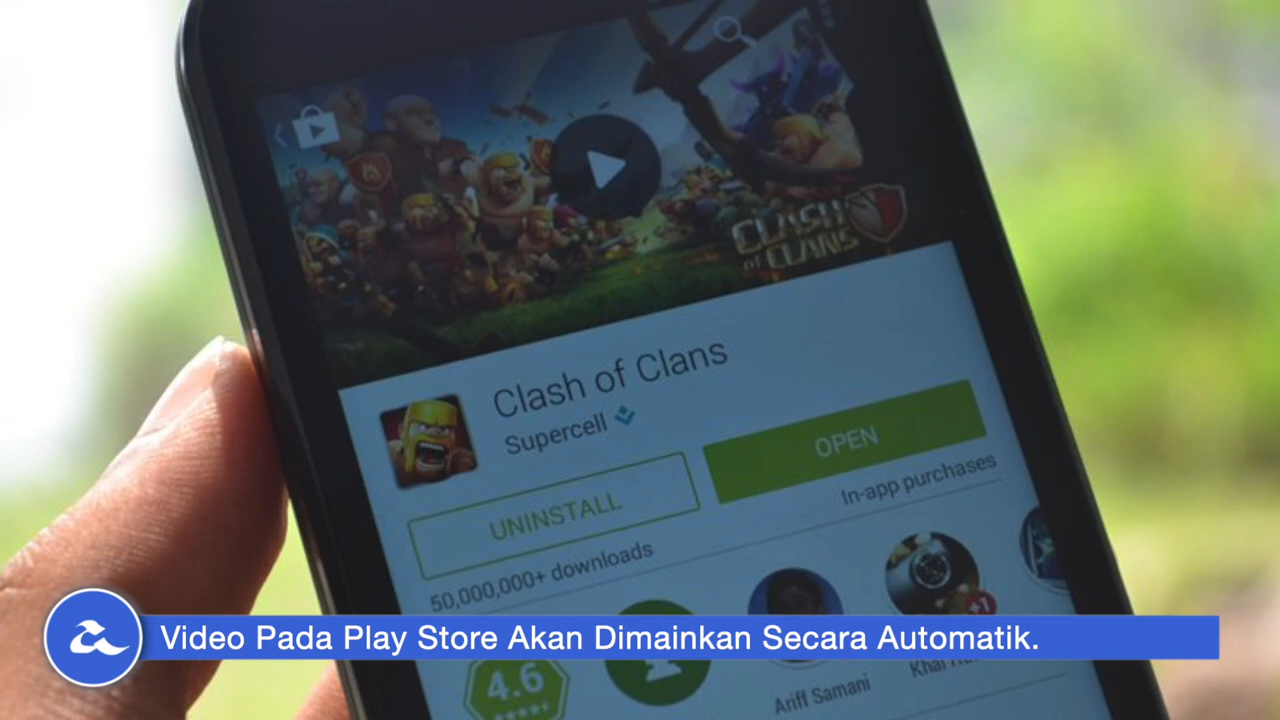 CLASH
OF CLANS
Clash of Clans
Supercell
UNINSTALL
OPEN
In-app purchases
50,000,000+ downloads
+1
Video Pada Play Store Akan Dimainkan Secara Automatik.
4.6
Ariff Samani